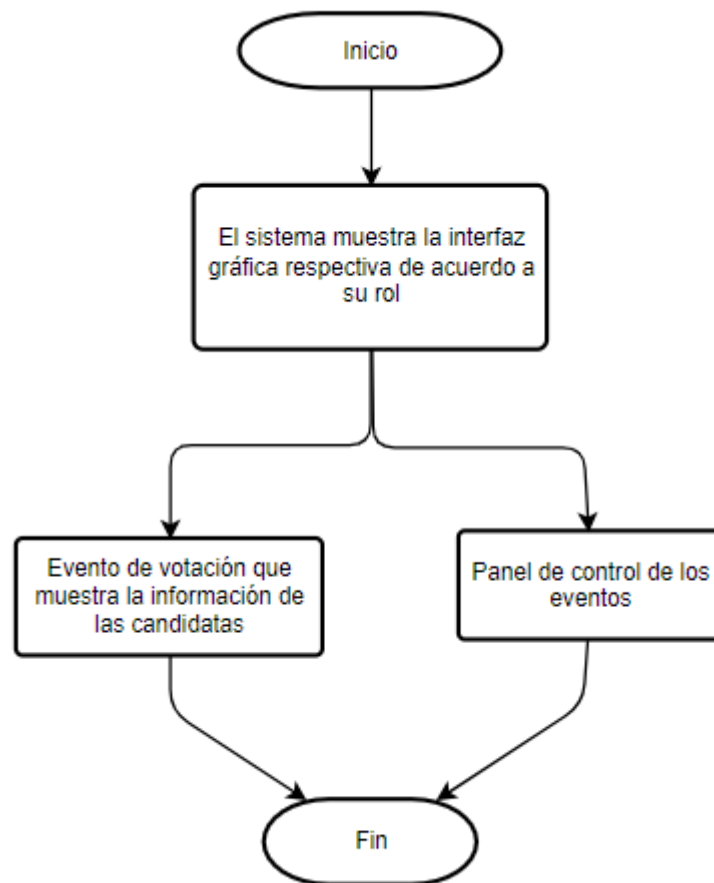 Inicio
El sistema muestra la interfaz
gráfica respectiva de acuerdo a
su rol
Evento de votación que
muestra la información de
las candidatas
Panel de control de los
eventos
Fin